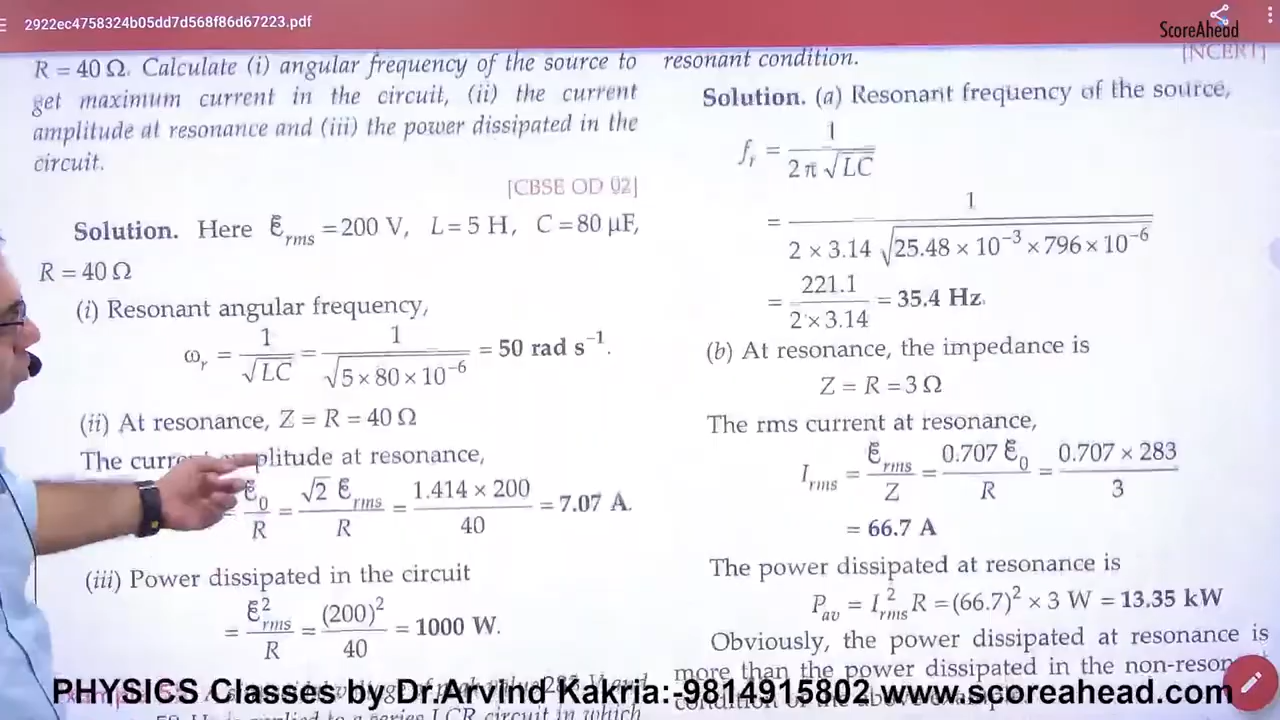 2922ec4758324b05dd7d568f86d67223.pdf
ScoreAhead
R = 40 Ω. Calculate (i) angular frequency of the source to
get maximum current in the circuit, (ii) the current
amplitude at resonance and (iii) the power dissipated in the
circuit.
[CBSE OD 02]
Solution. Here ℰrms = 200 V, L = 5 H, C = 80 μF,
R = 40 Ω
(i) Resonant angular frequency,
ωr = 1/√LC = 1/√(5 × 80 × 10⁻⁶) = 50 rad s⁻¹.
(ii) At resonance, Z = R = 40 Ω
The amplitude at resonance,
= ℰ0/R = √2 ℰrms/R = 1.414 × 200/40 = 7.07 A.
(iii) Power dissipated in the circuit
= ℰ²rms/R = (200)²/40 = 1000 W.
resonant condition.
[NCERT]
Solution. (a) Resonant frequency of the source,
fr = 1/2π√LC
= 1/2 × 3.14 √(25.48 × 10⁻³ × 796 × 10⁻⁶)
= 221.1/2 × 3.14 = 35.4 Hz.
(b) At resonance, the impedance is
Z = R = 3 Ω
The rms current at resonance,
Irms = ℰrms/Z = 0.707 ℰ0/R = 0.707 × 283/3
= 66.7 A
The power dissipated at resonance is
Pav = I²rms R = (66.7)² × 3 W = 13.35 kW
Obviously, the power dissipated at resonance is
more than the power dissipated in the
PHYSICS Classes by Dr.Arvind Kakria:-9814915802 www.scoreahead.com